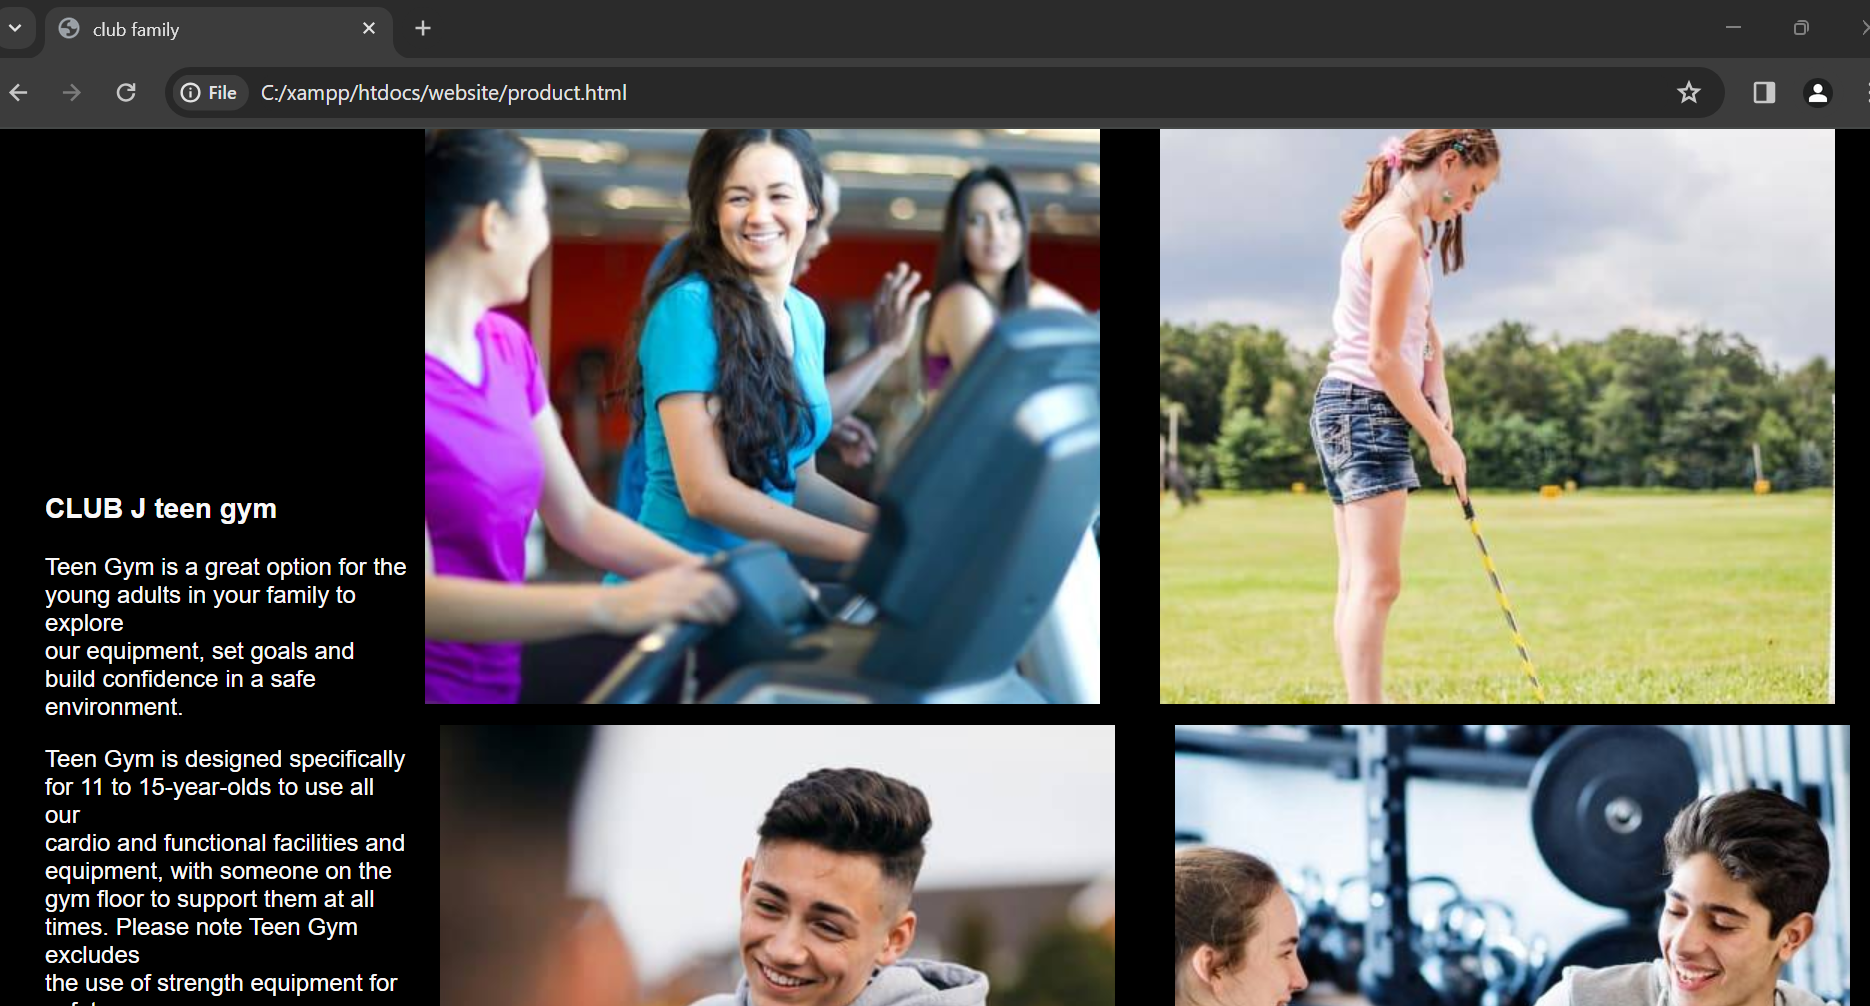 club family
File
C:/xampp/htdocs/website/product.html
CLUB J teen gym
Teen Gym is a great option for the
young adults in your family to
explore
our equipment, set goals and
build confidence in a safe
environment.
Teen Gym is designed specifically
for 11 to 15-year-olds to use all
our
cardio and functional facilities and
equipment, with someone on the
gym floor to support them at all
times. Please note Teen Gym
excludes
the use of strength equipment for